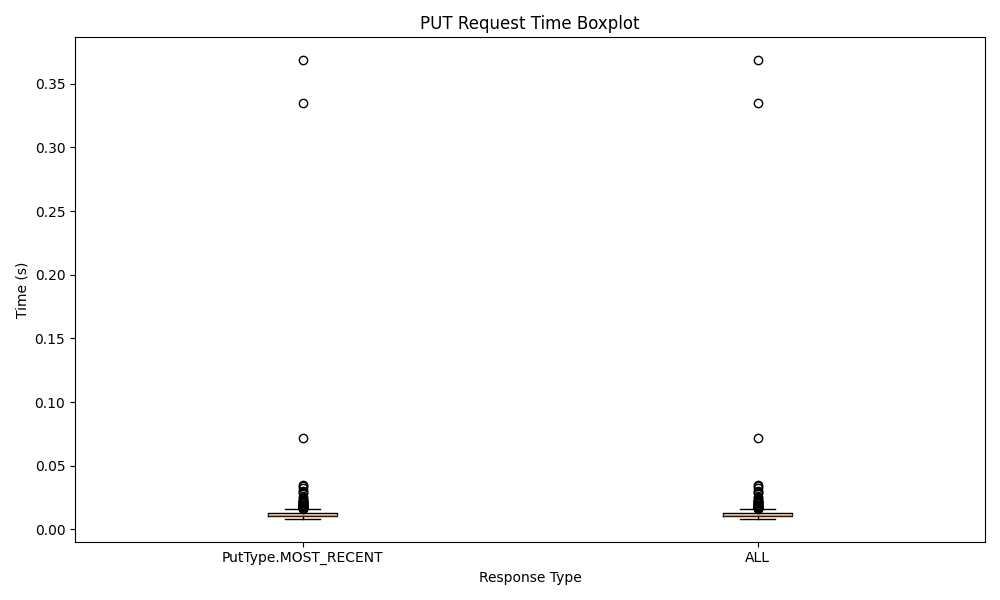 PUT Request Time Boxplot
0.35
0.30
0.25
0.20
0.15
0.10
0.05
0.00
Time (s)
PutType.MOST_RECENT ALL
Response Type